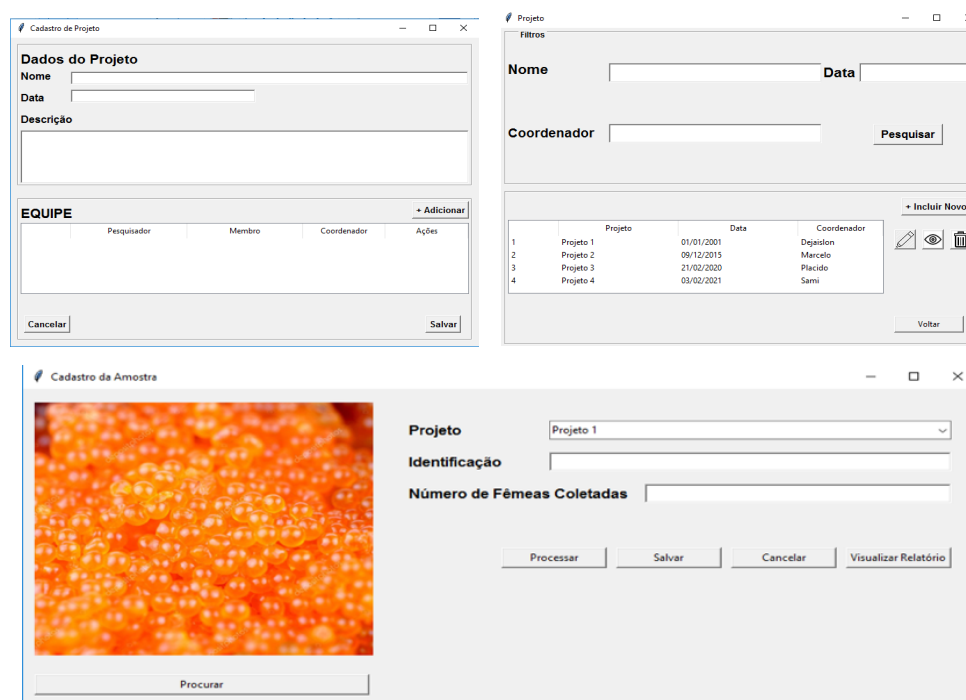 Cadastro de Projeto
Dados do Projeto
Nome
Data
Descrição
EQUIPE
+ Adicionar
Pesquisador Membro Coordenador Ações
Cancelar Salvar
Projeto
Filtros
Nome Data
Coordenador Pesquisar
+ Incluir Novo
Projeto Data Coordenador
1 Projeto 1 01/01/2001 Dejaislon
2 Projeto 2 09/12/2015 Marcelo
3 Projeto 3 21/02/2020 Placido
4 Projeto 4 03/02/2021 Sami
Voltar
Cadastro da Amostra
Projeto Projeto 1
Identificação
Número de Fêmeas Coletadas
Processar Salvar Cancelar Visualizar Relatório
Procurar